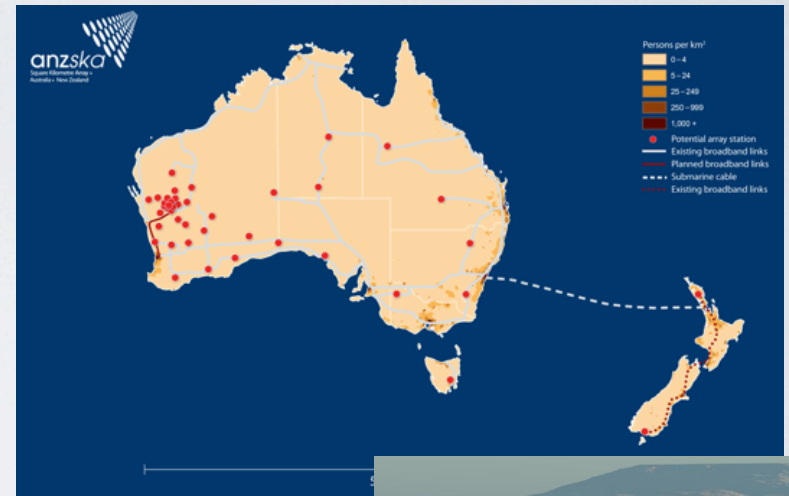 anzska
Square Kilometre Array •
Australia + New Zealand
Persons per km²
0–4
5–24
25–249
250–999
1,000 +
Potential array station
Existing broadband links
Planned broadband links
Submarine cable
Existing broadband links